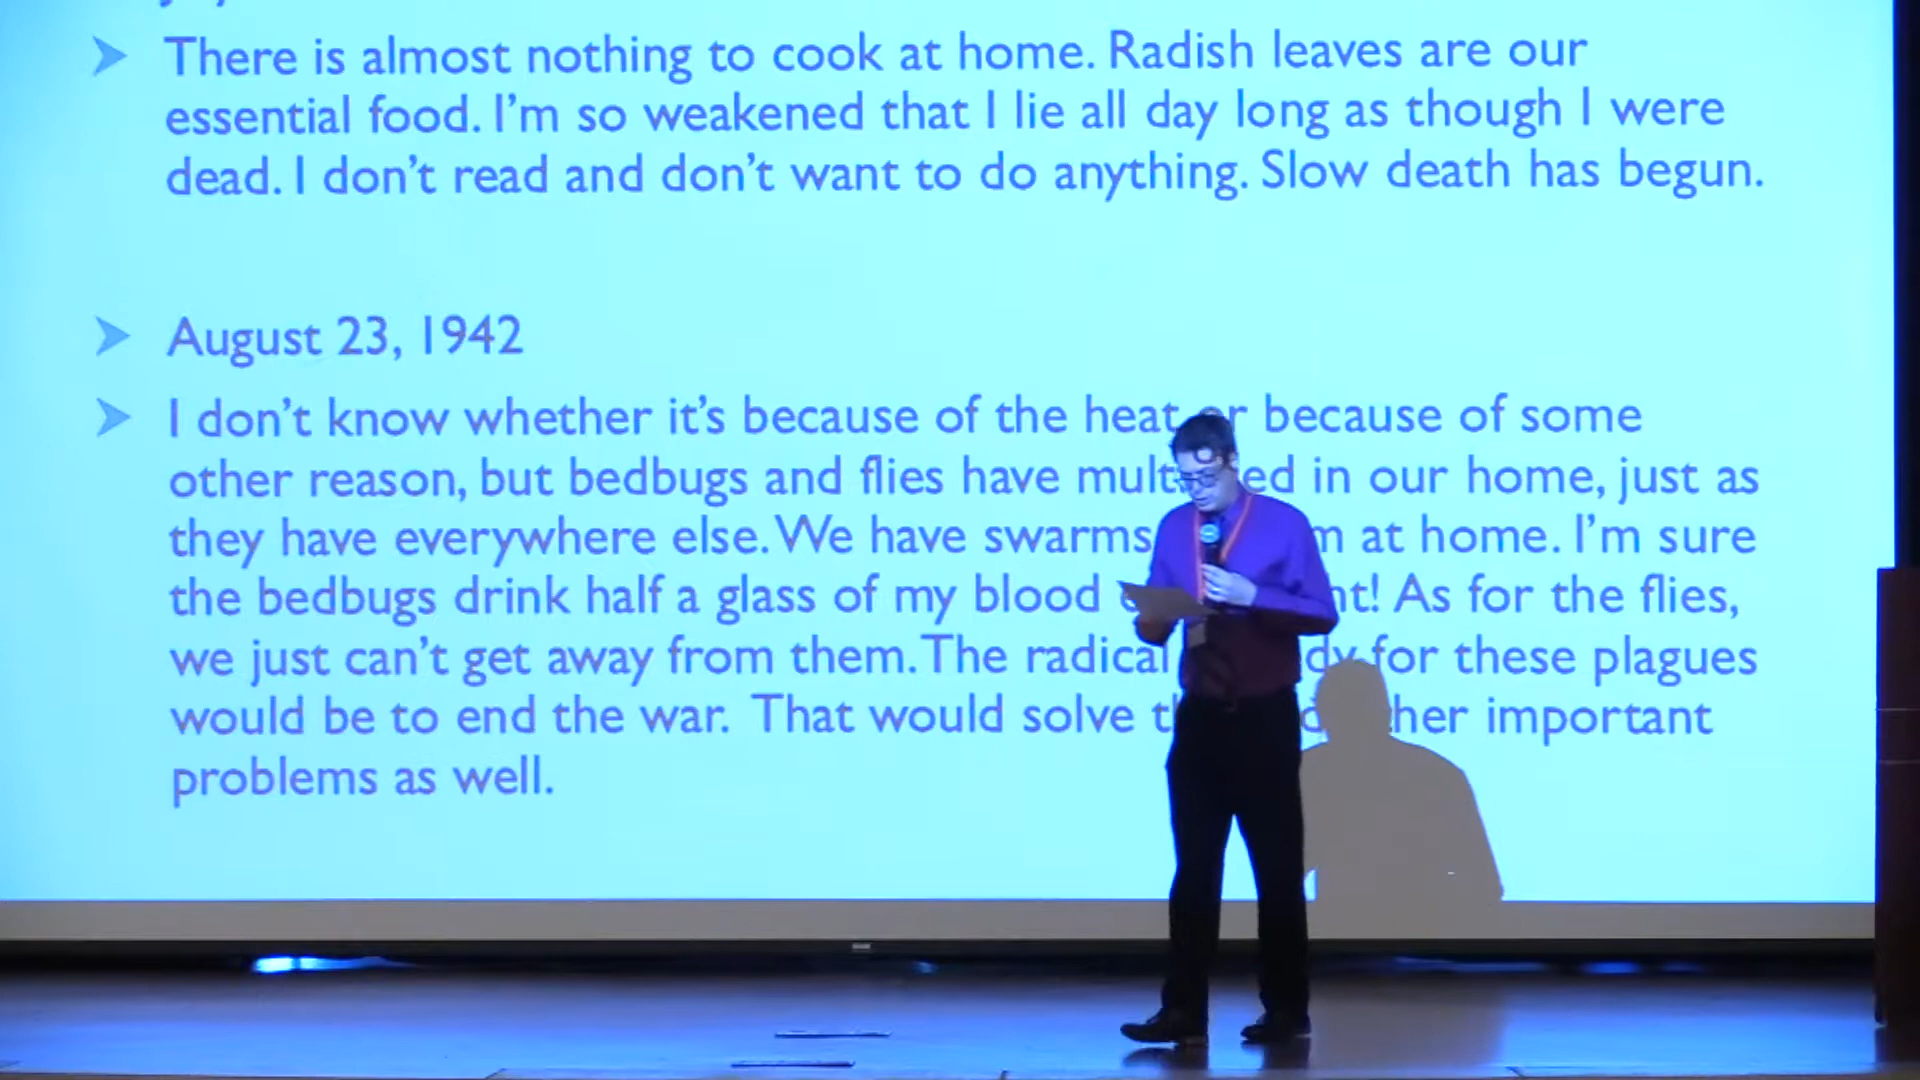 There is almost nothing to cook at home. Radish leaves are our
essential food. I'm so weakened that I lie all day long as though I were
dead. I don't read and don't want to do anything. Slow death has begun.
August 23, 1942
I don't know whether it's because of the heat or because of some
other reason, but bedbugs and flies have multiplied in our home, just as
they have everywhere else. We have swarms at home. I'm sure
the bedbugs drink half a glass of my blood As for the flies,
we just can't get away from them. The radical for these plagues
would be to end the war. That would solve important
problems as well.